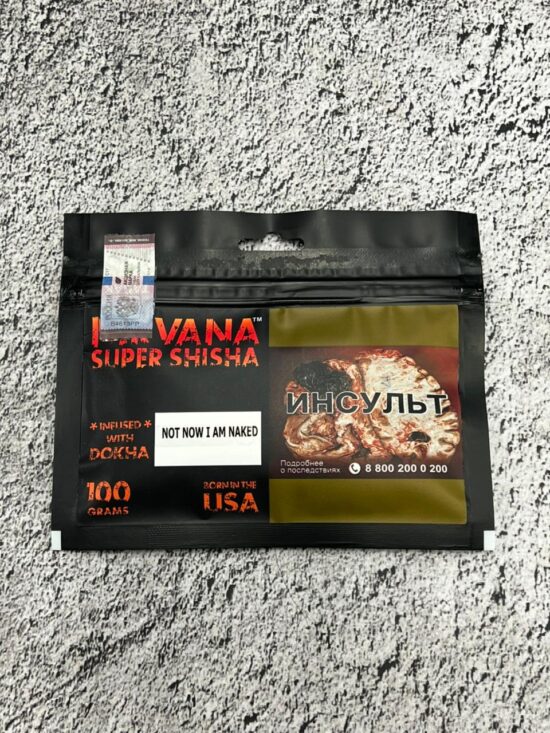 VANA™
SUPER SHISHA
* INFUSED *
WITH
DOKHA
NOT NOW I AM NAKED
100
GRAMS
BORN IN THE
USA
ИНСУЛЬТ
Подробнее
о последствиях
8 800 200 0 200